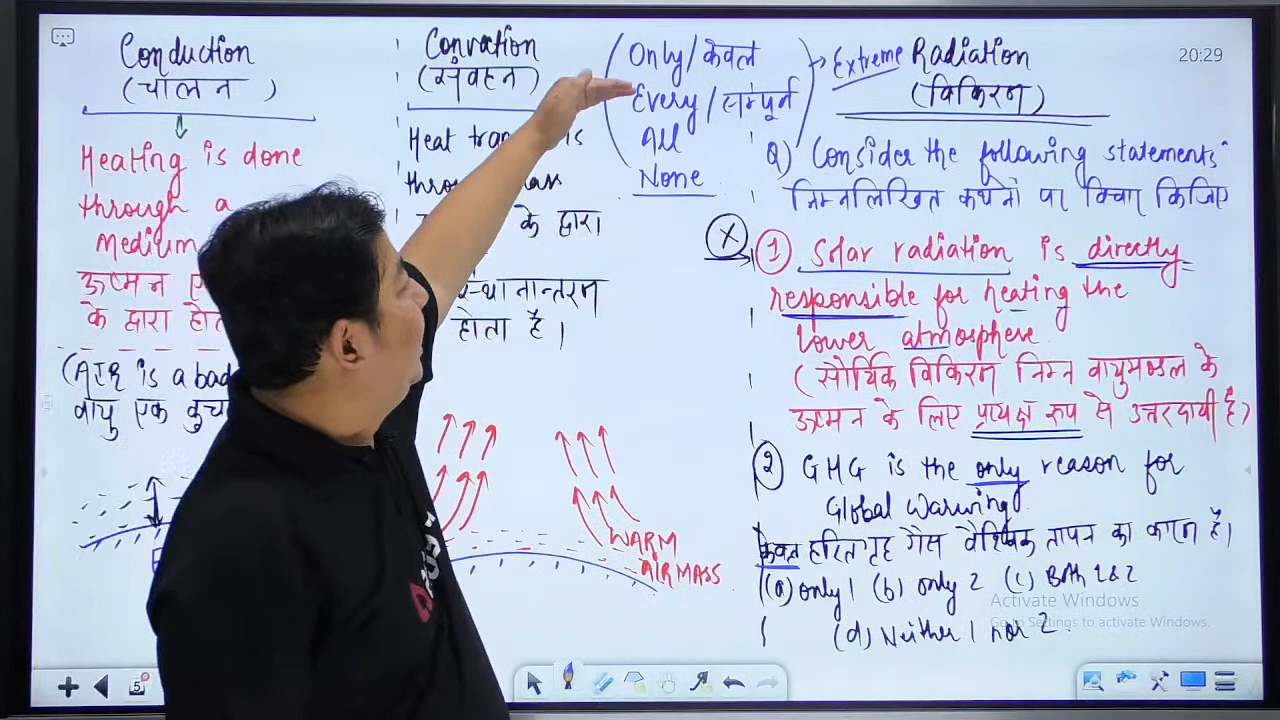 Conduction
(चालन)
Heating is done
through a
Medium
ऊष्मन ए
के द्वारा होत
(AIR is a bad
वायु एक कुचा
Convection
(संवहन)
Heat tran is
throu ass
के द्वारा
स्थानान्तरण
होता है।
WARM
AIR MASS
Only/केवल
Every/सम्पूर्ण
All
None
Extreme
Radiation
(विकिरण)
20:29
Q) Consider the following statements
निम्नलिखित कथनों पर विचार किजिए
X
1 Solar radiation is directly
responsible for heating the
lower atmosphere.
(सौर्यिक विकिरण निम्न वायुमण्डल के
ऊष्मन के लिए प्रत्यक्ष रूप से उत्तरदायी है)
2 GHG is the only reason for
Global Warming.
केवल हरितगृह गैस वैश्विक तापन का कारण है।
(a) only 1 (b) only 2 (c) Both 1 & 2
(d) Neither 1 nor 2.
Activate Windows
Go to Settings to activate Windows.
5